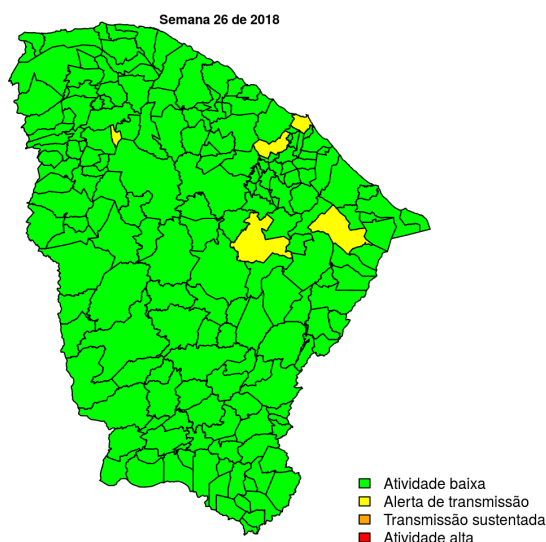 Semana 26 de 2018
Atividade baixa
Alerta de transmissão
Transmissão sustentada
Atividade alta